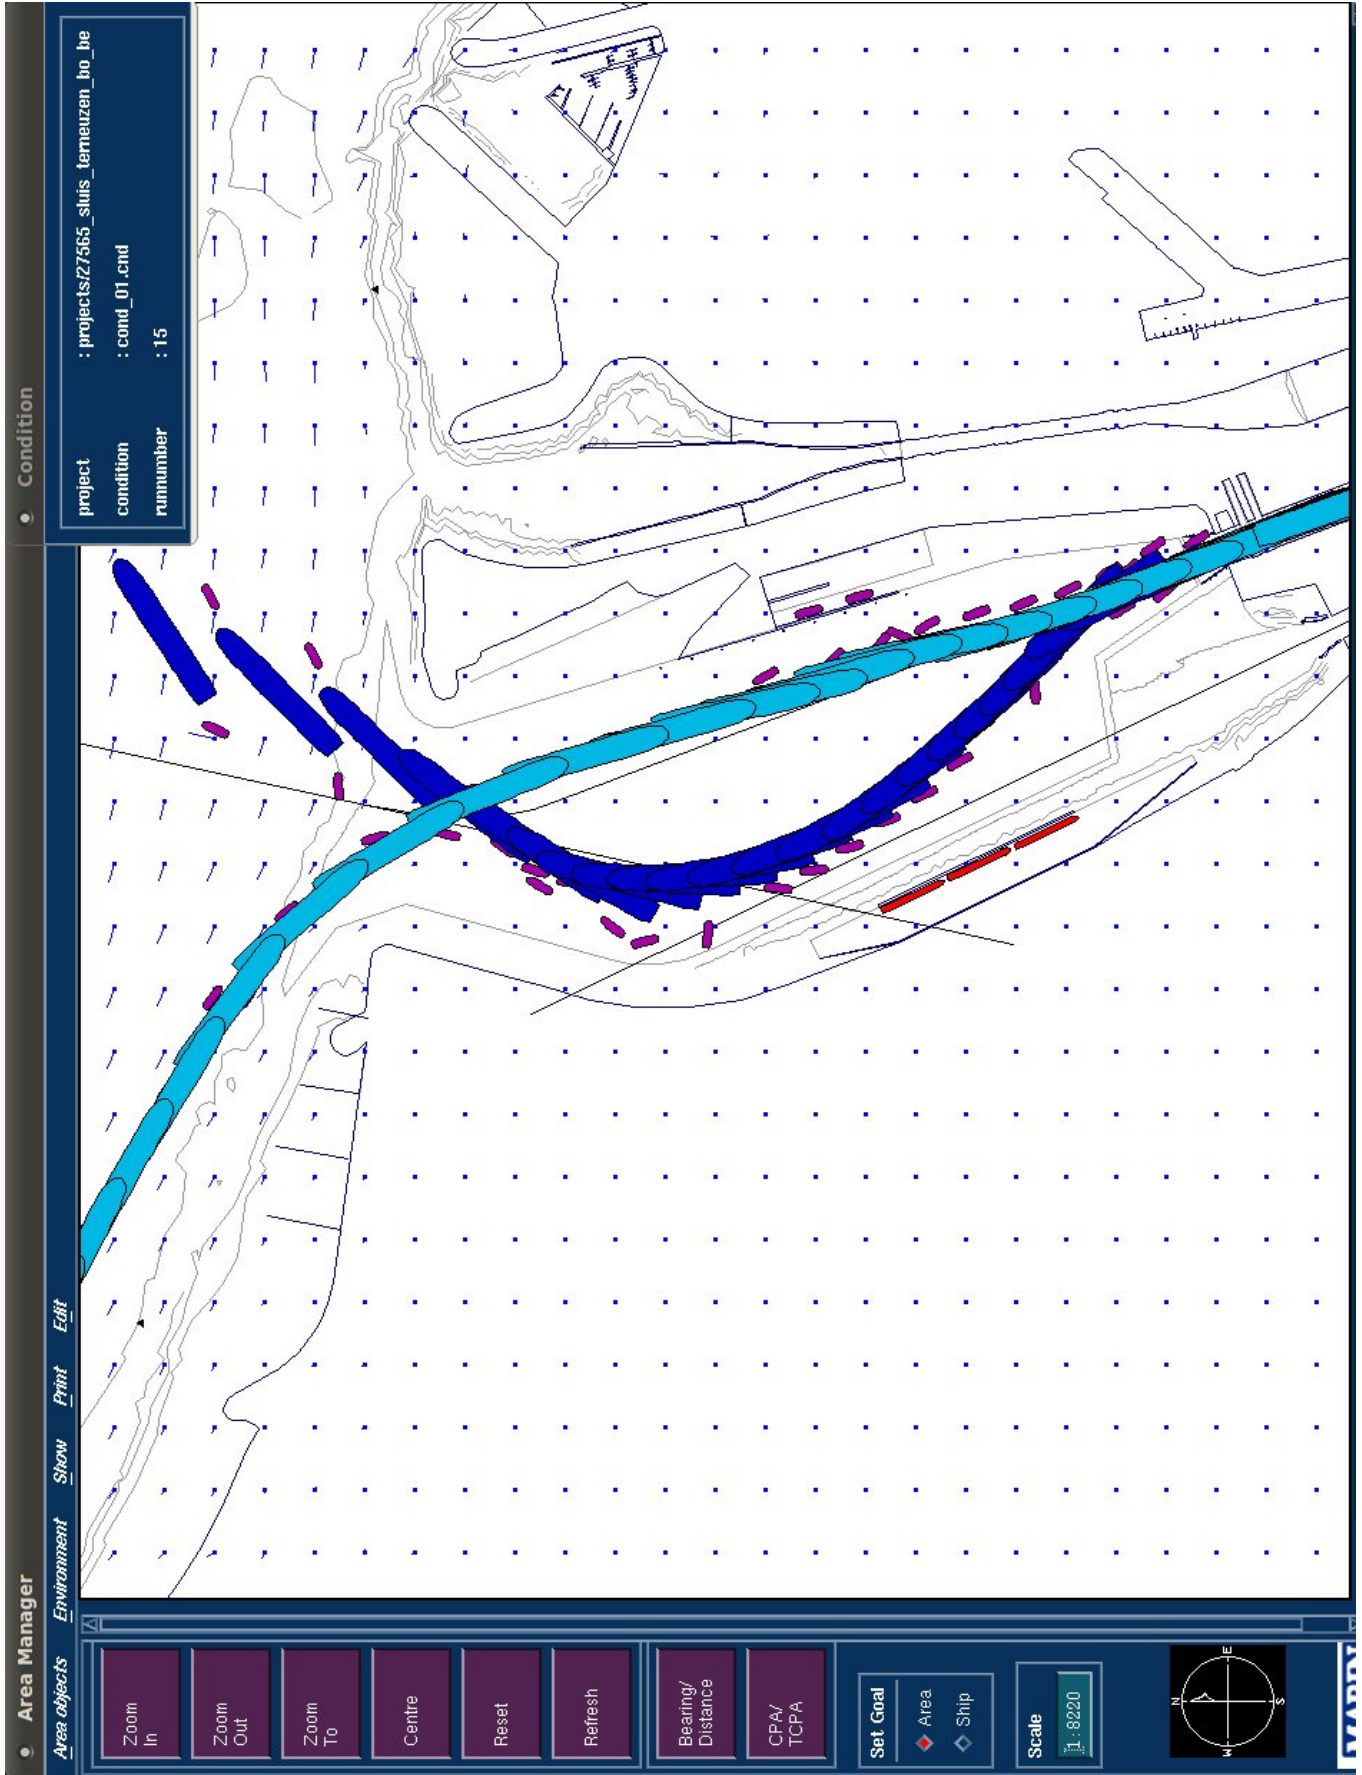 Area Manager
Condition
Area objects Environment Show Print Edit
project : projects/27565_sluis_terneuzen_bo_be
condition : cond_01.cnd
runnumber : 15
Zoom
In
Zoom
Out
Zoom
To
Centre
Reset
Refresh
Bearing/
Distance
CPA/
TCPA
Set Goal
Area
Ship
Scale
1:8220
N
W E
S